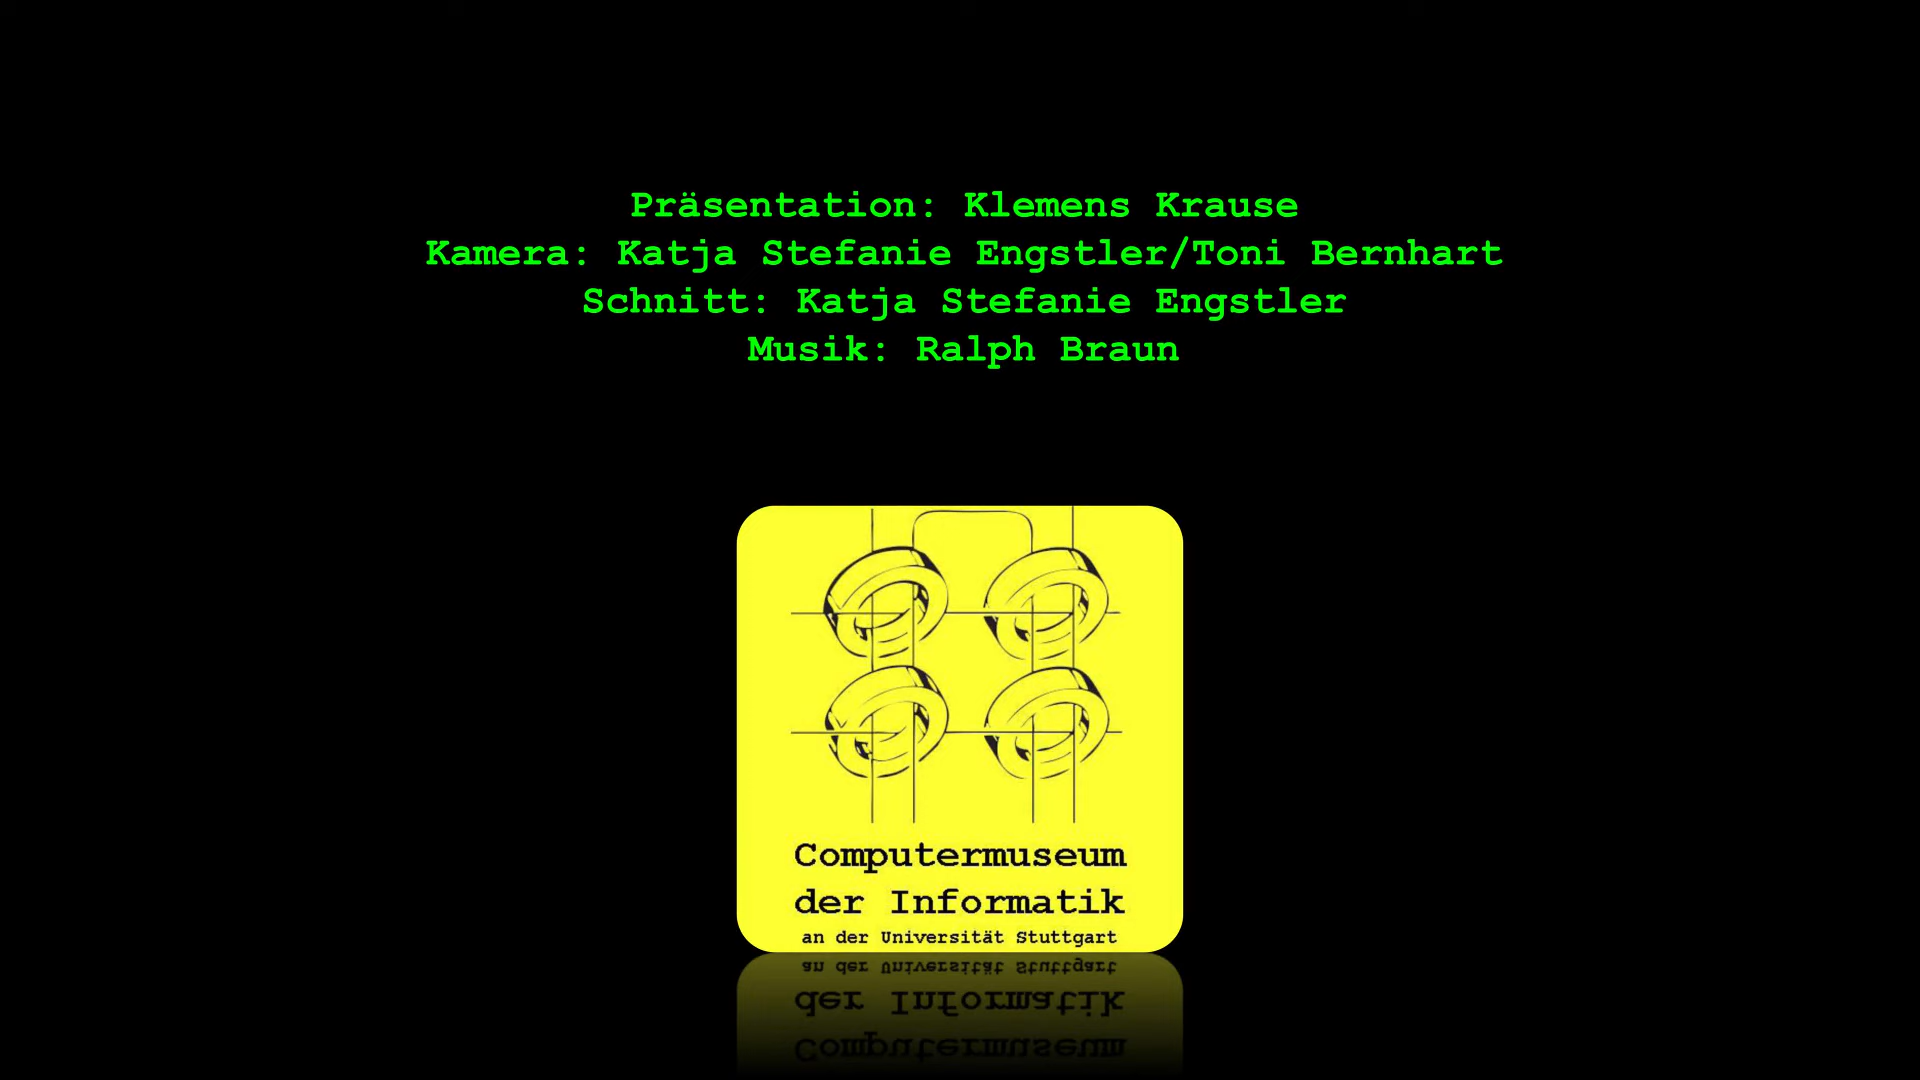 Präsentation: Klemens Krause
Kamera: Katja Stefanie Engstler/Toni Bernhart
Schnitt: Katja Stefanie Engstler
Musik: Ralph Braun
Computermuseum
der Informatik
an der Universität Stuttgart